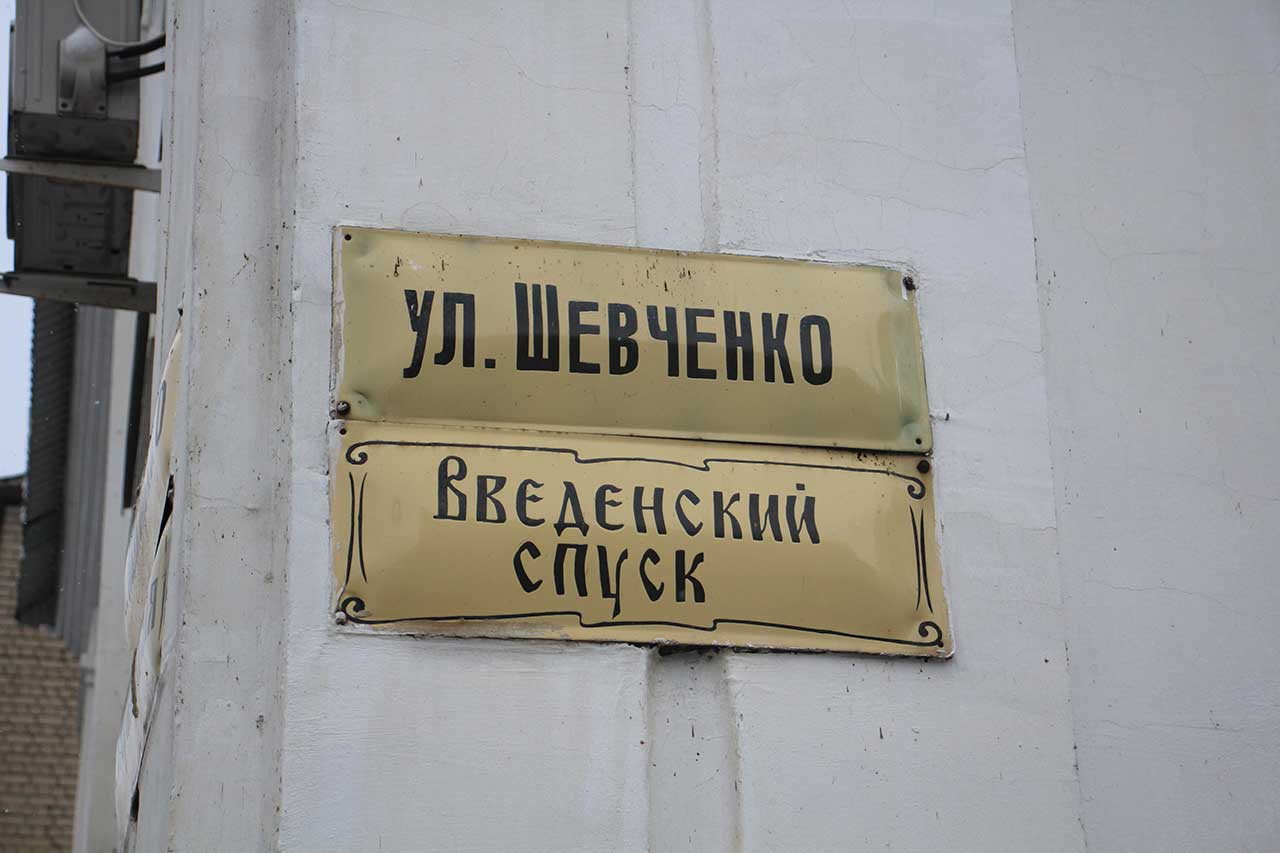 ул. Шевченко
Введенский
спуск